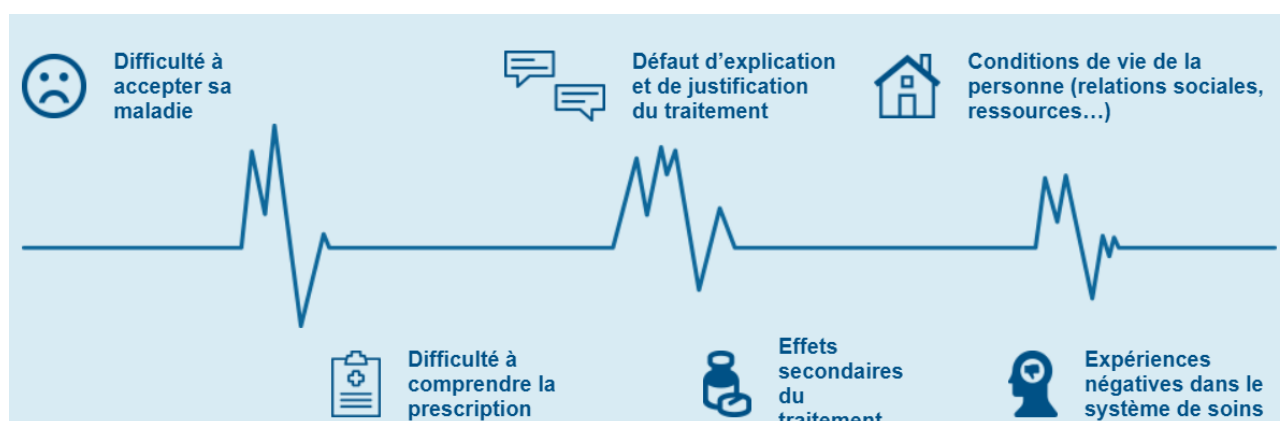 Difficulté à
accepter sa
maladie
Défaut d'explication
et de justification
du traitement
Conditions de vie de la
personne (relations sociales,
ressources…)
Difficulté à
comprendre la
prescription
Effets
secondaires
du
traitement
Expériences
négatives dans le
système de soins